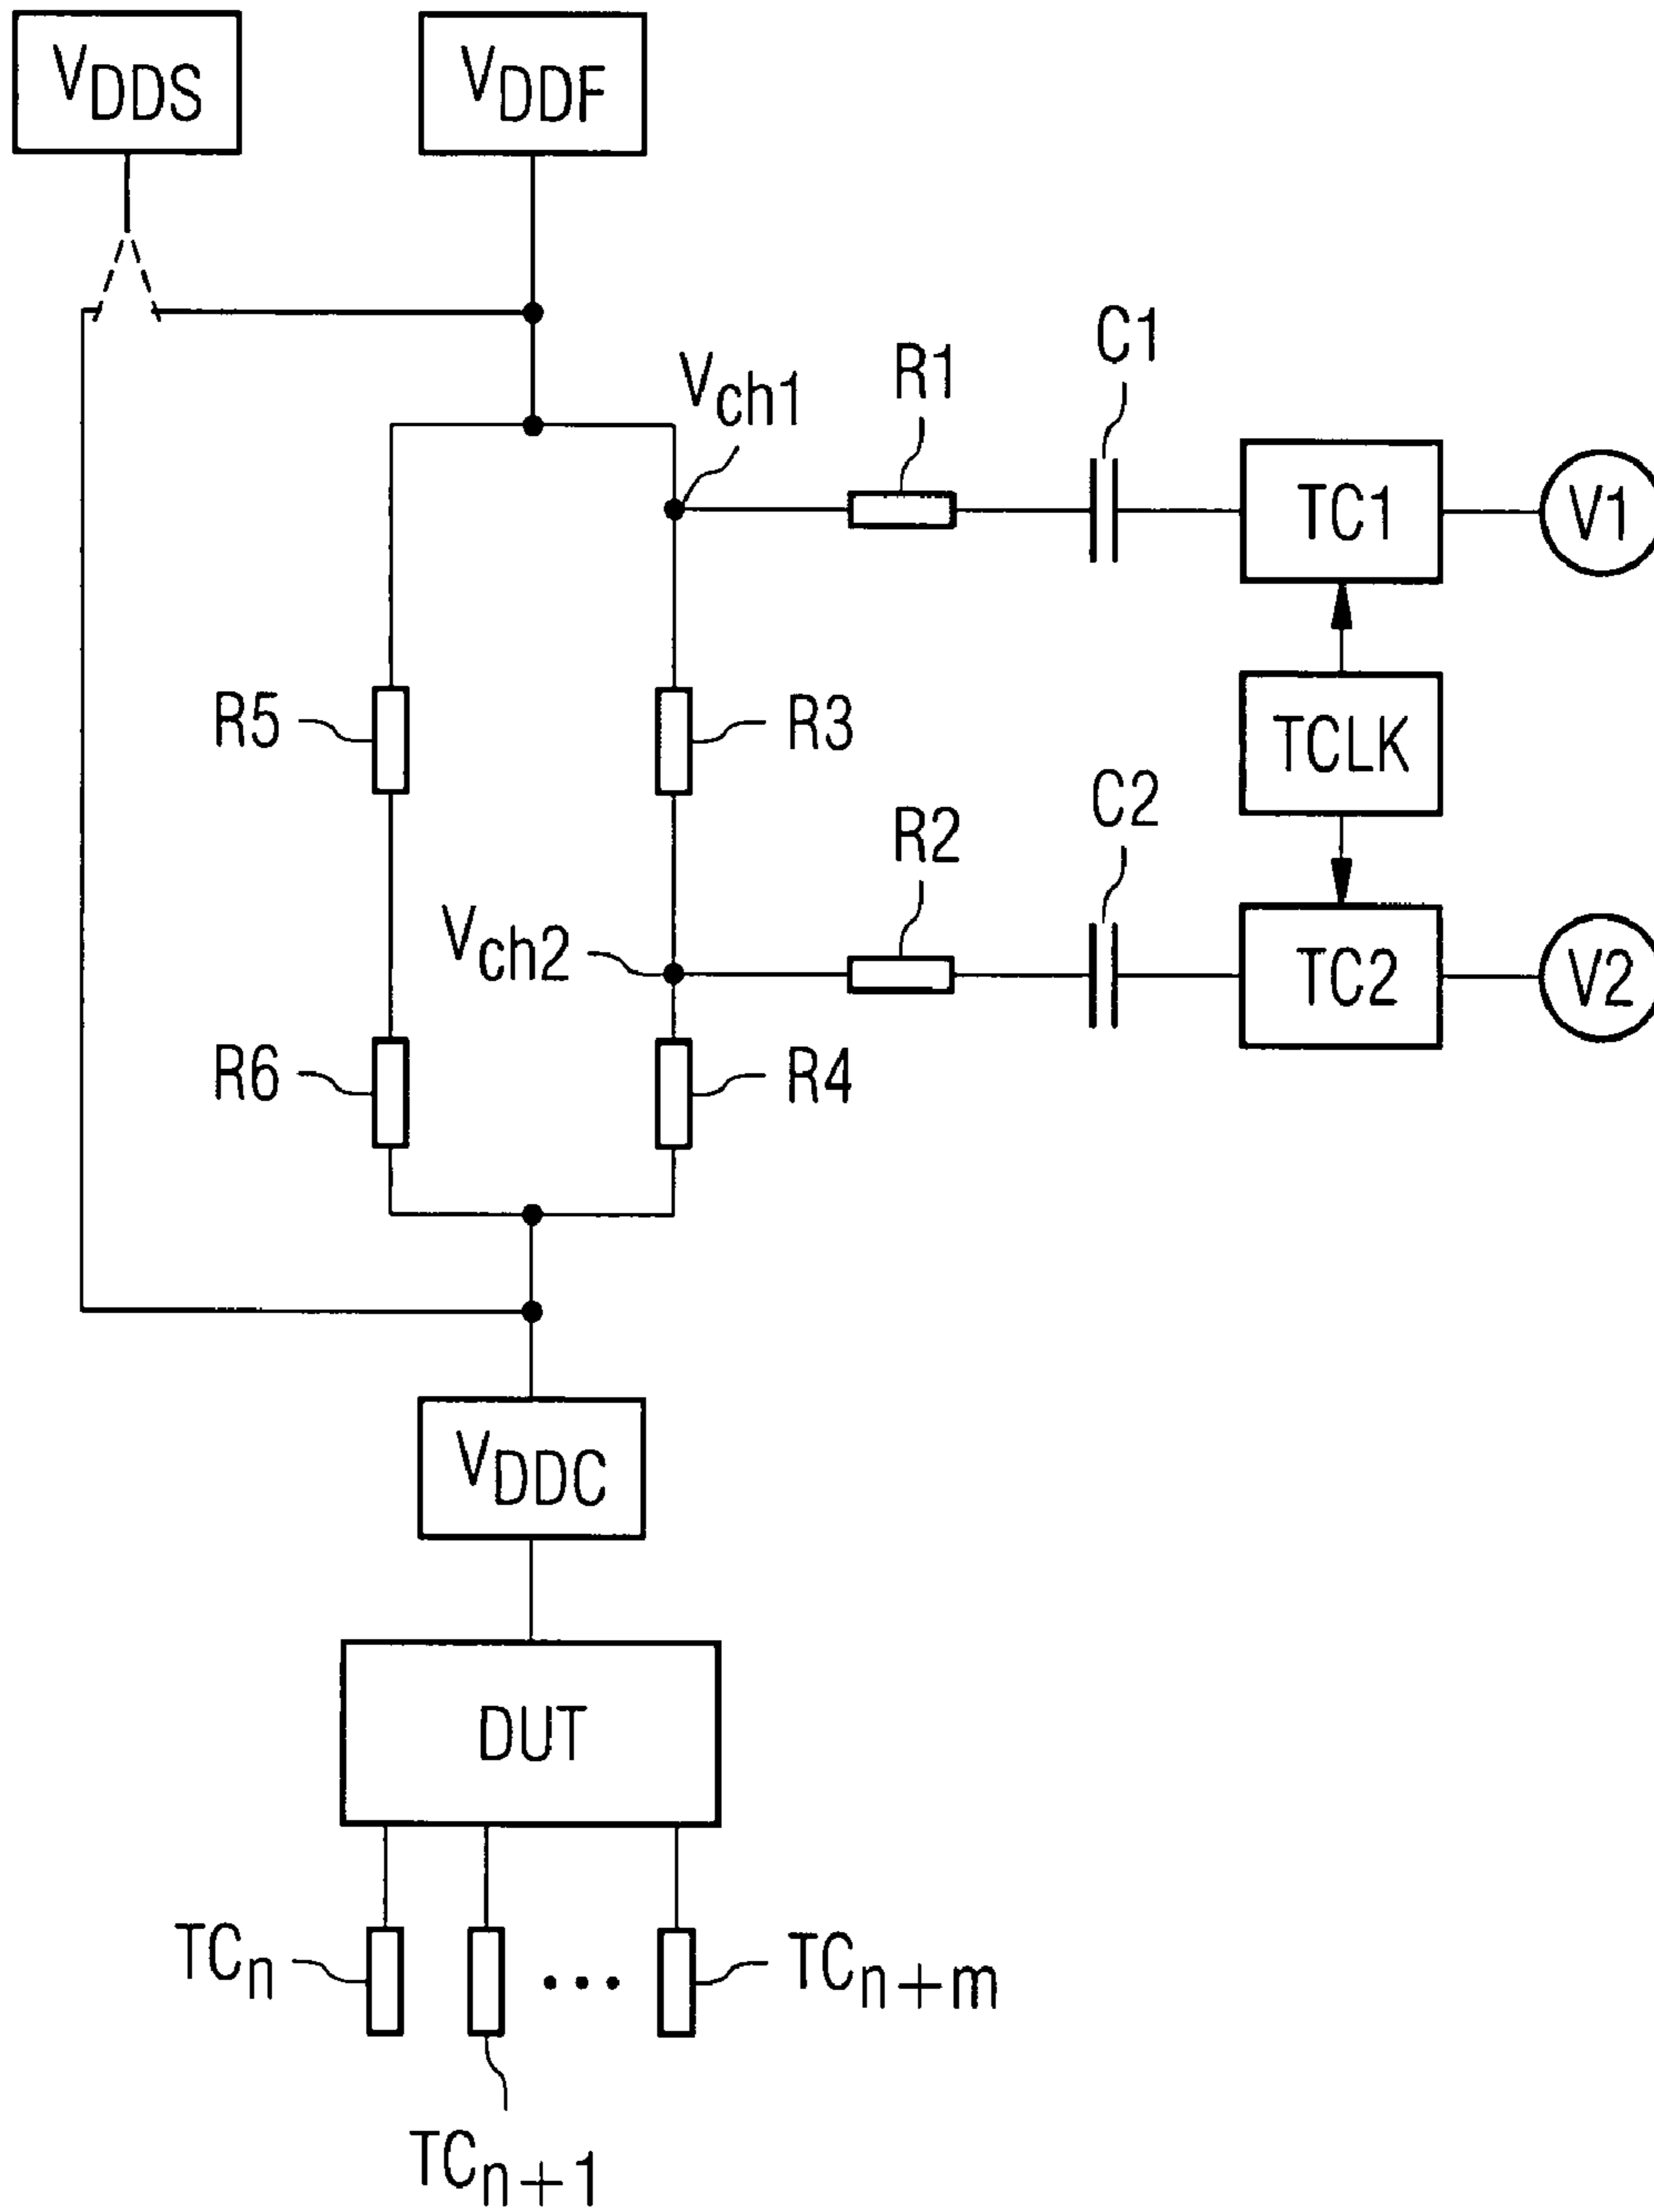 VDDS
VDDF
C1
R1
Vch1
TC1
V1
R5
R3
TCLK
C2
R2
Vch2
TC2
V2
R6
R4
VDDC
DUT
TCn
TCn+m
TCn+1